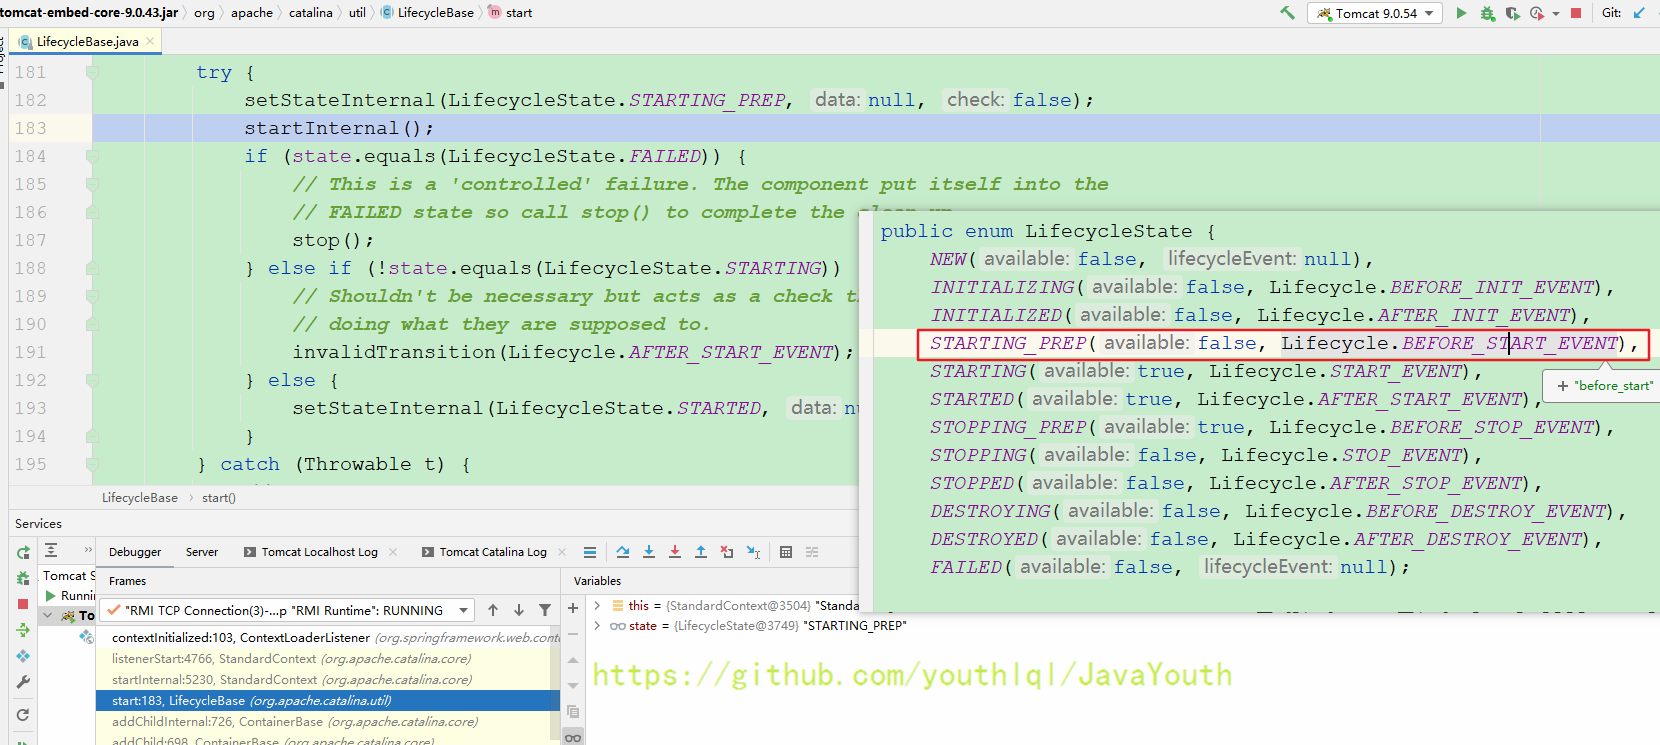 tomcat-embed-core-9.0.43.jar org apache catalina util LifecycleBase start
Tomcat 9.0.54 Git:
Project
LifecycleBase.java
181 try {
182 setStateInternal(LifecycleState.STARTING_PREP, data: null, check: false);
183 startInternal();
184 if (state.equals(LifecycleState.FAILED)) {
185 // This is a 'controlled' failure. The component put itself into the
186 // FAILED state so call stop() to complete the clean-up.
187 stop();
188 } else if (!state.equals(LifecycleState.STARTING))
189 // Shouldn't be necessary but acts as a check
190 // doing what they are supposed to.
191 invalidTransition(Lifecycle.AFTER_START_EVENT);
192 } else {
193 setStateInternal(LifecycleState.STARTED, data:
194 }
195 } catch (Throwable t) {
public enum LifecycleState {
NEW( available: false, lifecycleEvent: null),
INITIALIZING( available: false, Lifecycle.BEFORE_INIT_EVENT),
INITIALIZED( available: false, Lifecycle.AFTER_INIT_EVENT),
STARTING_PREP( available: false, Lifecycle.BEFORE_START_EVENT),
STARTING( available: true, Lifecycle.START_EVENT),
+ "before_start"
STARTED( available: true, Lifecycle.AFTER_START_EVENT),
STOPPING_PREP( available: true, Lifecycle.BEFORE_STOP_EVENT),
STOPPING( available: false, Lifecycle.STOP_EVENT),
STOPPED( available: false, Lifecycle.AFTER_STOP_EVENT),
DESTROYING( available: false, Lifecycle.BEFORE_DESTROY_EVENT),
DESTROYED( available: false, Lifecycle.AFTER_DESTROY_EVENT),
FAILED( available: false, lifecycleEvent: null);
LifecycleBase start()
Services
Debugger Server Tomcat Localhost Log Tomcat Catalina Log
Tomcat S
Runnin
To
Frames
"RMI TCP Connection(3)-...p "RMI Runtime": RUNNING
contextInitialized:103, ContextLoaderListener (org.springframework.web.conte
listenerStart:4766, StandardContext (org.apache.catalina.core)
startInternal:5230, StandardContext (org.apache.catalina.core)
start:183, LifecycleBase (org.apache.catalina.util)
addChildInternal:726, ContainerBase (org.apache.catalina.core)
addChild:698, ContainerBase (org.apache.catalina.core)
Variables
this = {StandardContext@3504} "Standa
state = {LifecycleState@3749} "STARTING_PREP"
https://github.com/youthlql/JavaYouth